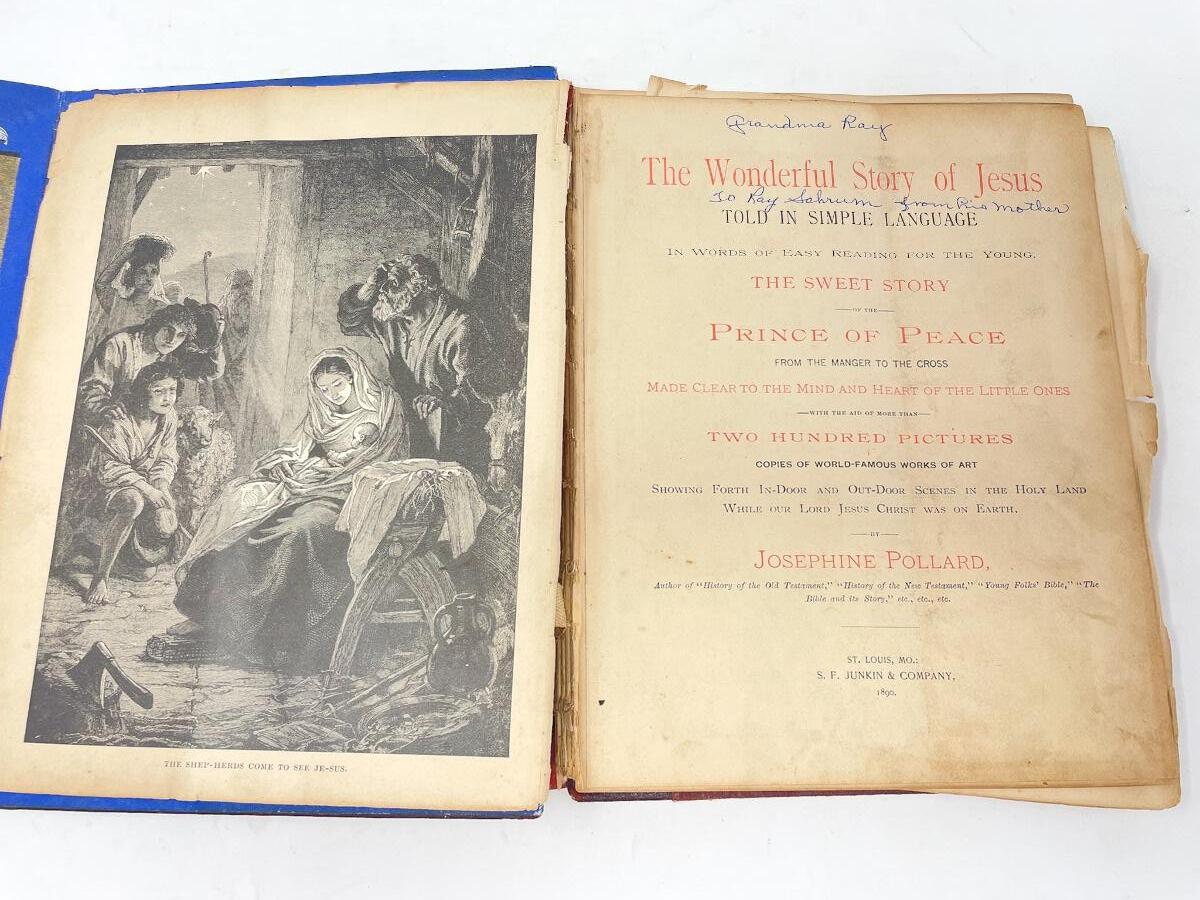 THE SHEP-HERDS COME TO SEE JE-SUS.
Grandma Ray
The Wonderful Story of Jesus
To Ray Sahrum from His Mother
TOLD IN SIMPLE LANGUAGE
IN WORDS OF EASY READING FOR THE YOUNG.
THE SWEET STORY
OF THE
PRINCE OF PEACE
FROM THE MANGER TO THE CROSS
MADE CLEAR TO THE MIND AND HEART OF THE LITTLE ONES
WITH THE AID OF MORE THAN
TWO HUNDRED PICTURES
COPIES OF WORLD-FAMOUS WORKS OF ART
SHOWING FORTH IN-DOOR AND OUT-DOOR SCENES IN THE HOLY LAND
WHILE OUR LORD JESUS CHRIST WAS ON EARTH.
BY
JOSEPHINE POLLARD,
Author of "History of the Old Testament," "History of the New Testament," "Young Folks' Bible," "The
Bible and its Story," etc., etc., etc.
ST. LOUIS, MO.:
S. F. JUNKIN & COMPANY,
1890.